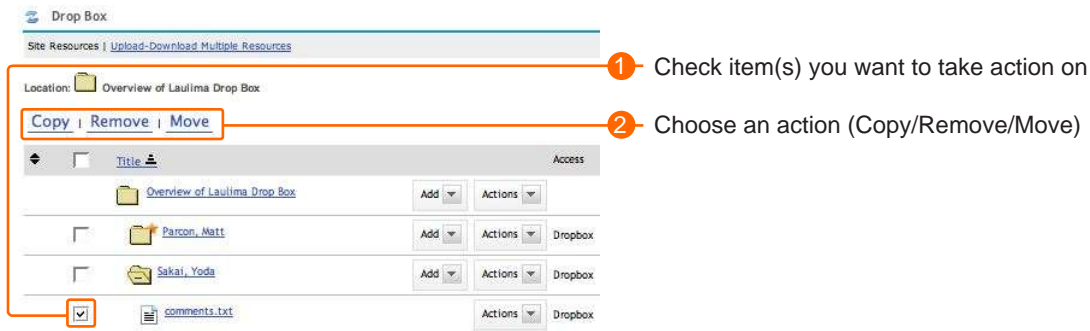 Drop Box
Site Resources | Upload-Download Multiple Resources
1 Check item(s) you want to take action on
Location: Overview of Laulima Drop Box
Copy | Remove | Move
2 Choose an action (Copy/Remove/Move)
Title Access
Overview of Laulima Drop Box Add Actions
Parcon, Matt Add Actions Dropbox
Sakai, Yoda Add Actions Dropbox
comments.txt Actions Dropbox